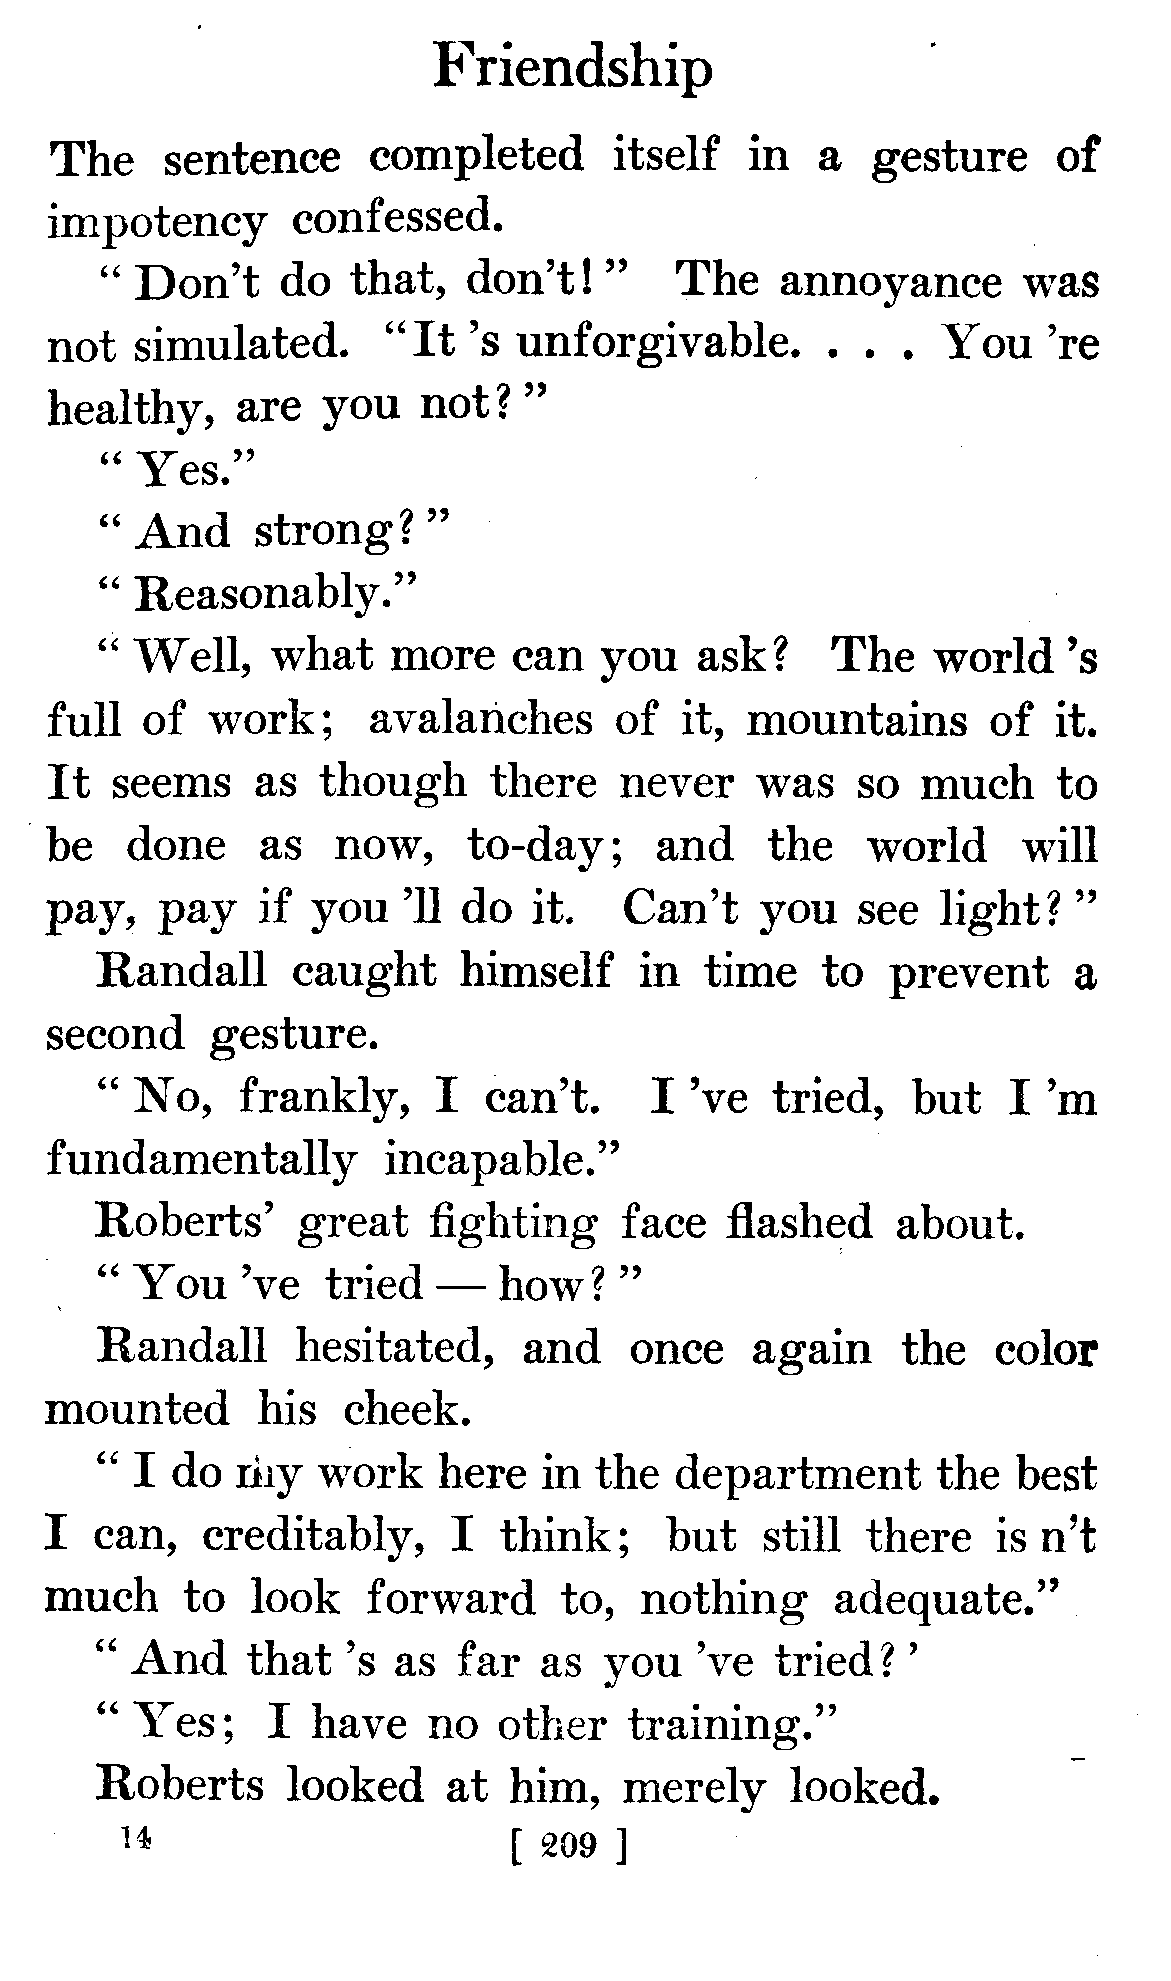 Friendship
The sentence completed itself in a gesture of
impotency confessed.
“ Don’t do that, don’t! ”  The annoyance was
not simulated.  “It ’s unforgivable. . . . You ’re
healthy, are you not? ”
“ Yes.”
“ And strong? ”
“ Reasonably.”
“ Well, what more can you ask?  The world ’s
full of work; avalanches of it, mountains of it.
It seems as though there never was so much to
be done as now, to-day; and the world will
pay, pay if you ’ll do it.  Can’t you see light? ”
Randall caught himself in time to prevent a
second gesture.
“ No, frankly, I can’t.  I ’ve tried, but I ’m
fundamentally incapable.”
Roberts’ great fighting face flashed about.
“ You ’ve tried — how? ”
Randall hesitated, and once again the color
mounted his cheek.
“ I do my work here in the department the best
I can, creditably, I think; but still there is n’t
much to look forward to, nothing adequate.”
“ And that ’s as far as you ’ve tried? ’
“ Yes; I have no other training.”
Roberts looked at him, merely looked.
14 [ 209 ]